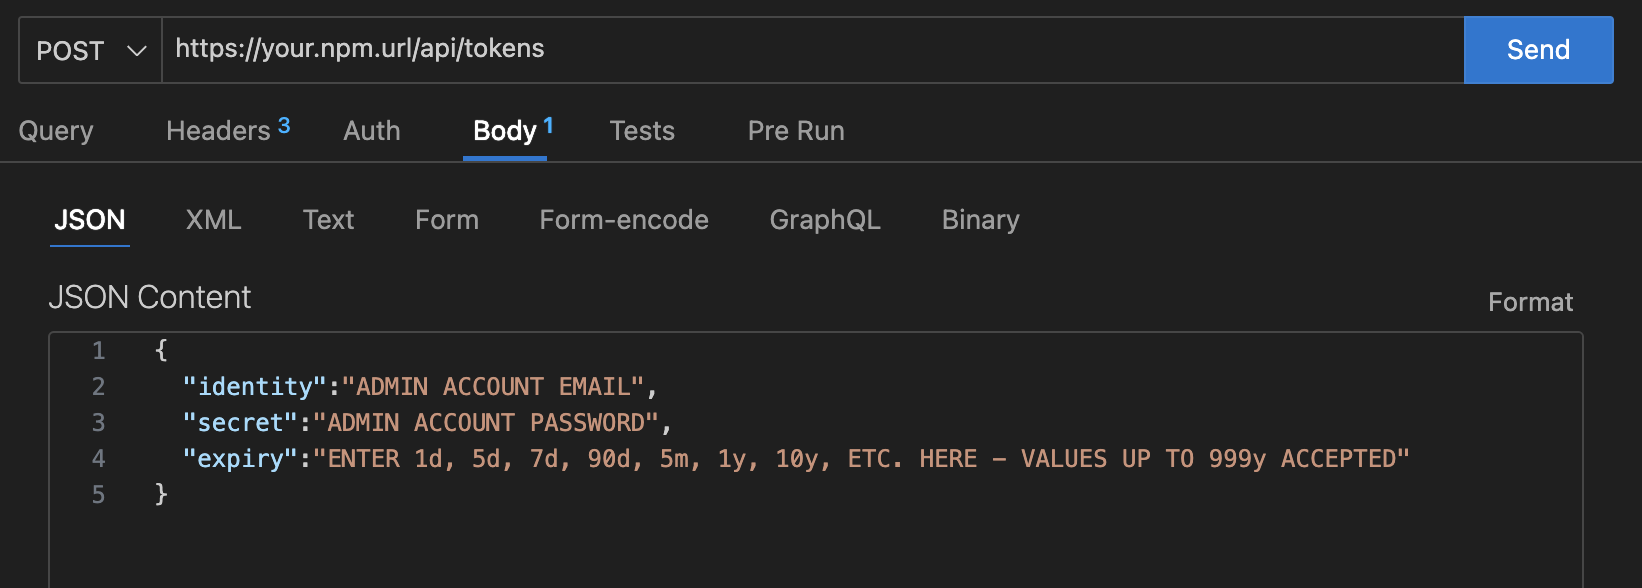 POST https://your.npm.url/api/tokens Send
Query Headers 3 Auth Body 1 Tests Pre Run
JSON XML Text Form Form-encode GraphQL Binary
JSON Content Format
1 {
2 "identity":"ADMIN ACCOUNT EMAIL",
3 "secret":"ADMIN ACCOUNT PASSWORD",
4 "expiry":"ENTER 1d, 5d, 7d, 90d, 5m, 1y, 10y, ETC. HERE – VALUES UP TO 999y ACCEPTED"
5 }